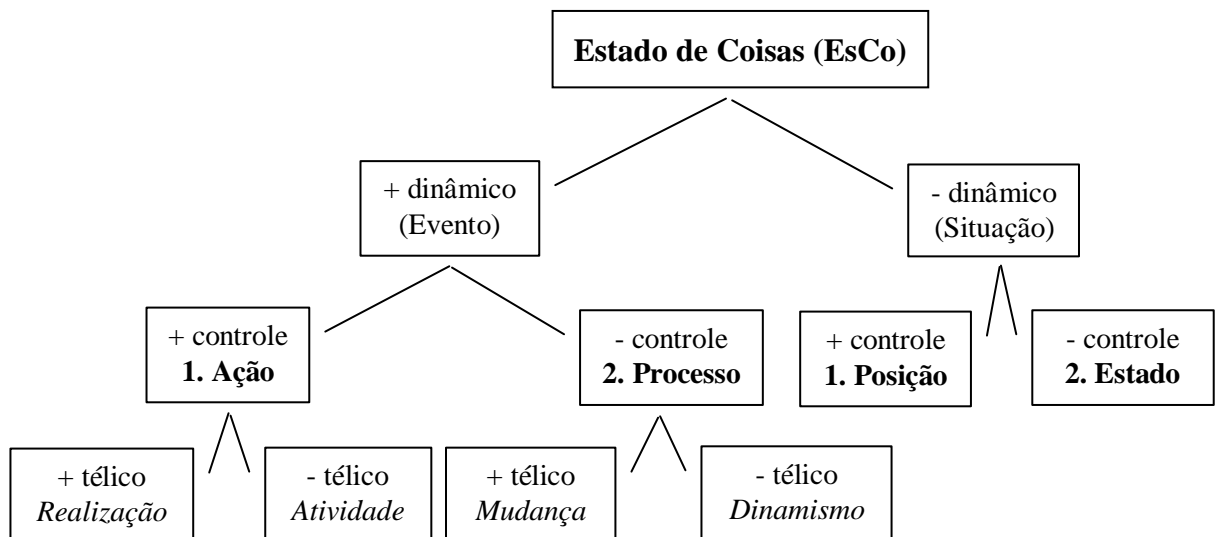 Estado de Coisas (EsCo)
+ dinâmico
(Evento)
- dinâmico
(Situação)
+ controle
1. Ação
- controle
2. Processo
+ controle
1. Posição
- controle
2. Estado
+ télico
Realização
- télico
Atividade
+ télico
Mudança
- télico
Dinamismo